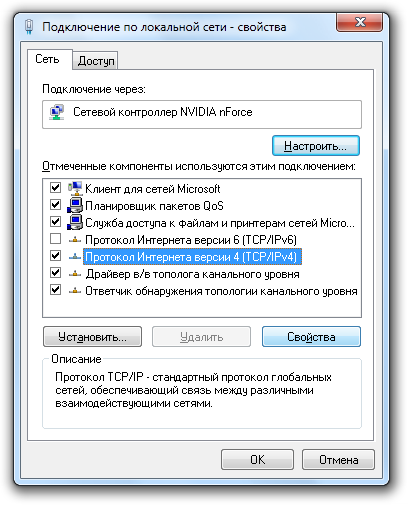 Подключение по локальной сети - свойства
Сеть
Доступ
Подключение через:
Сетевой контроллер NVIDIA nForce
Настроить...
Отмеченные компоненты используются этим подключением:
Клиент для сетей Microsoft
Планировщик пакетов QoS
Служба доступа к файлам и принтерам сетей Micro...
Протокол Интернета версии 6 (TCP/IPv6)
Протокол Интернета версии 4 (TCP/IPv4)
Драйвер в/в тополога канального уровня
Ответчик обнаружения топологии канального уровня
Установить...
Удалить
Свойства
Описание
Протокол TCP/IP - стандартный протокол глобальных
сетей, обеспечивающий связь между различными
взаимодействующими сетями.
OK
Отмена